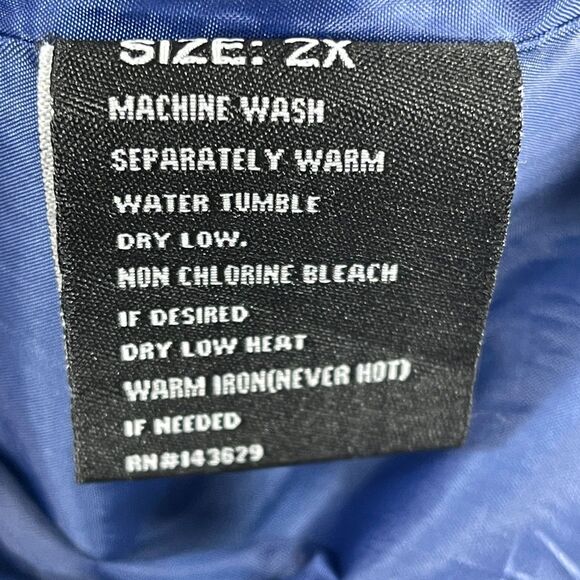 SIZE: 2X
MACHINE WASH
SEPARATELY WARM
WATER TUMBLE
DRY LOW.
NON CHLORINE BLEACH
IF DESIRED
DRY LOW HEAT
WARM IRON(NEVER HOT)
IF NEEDED
RN#143629